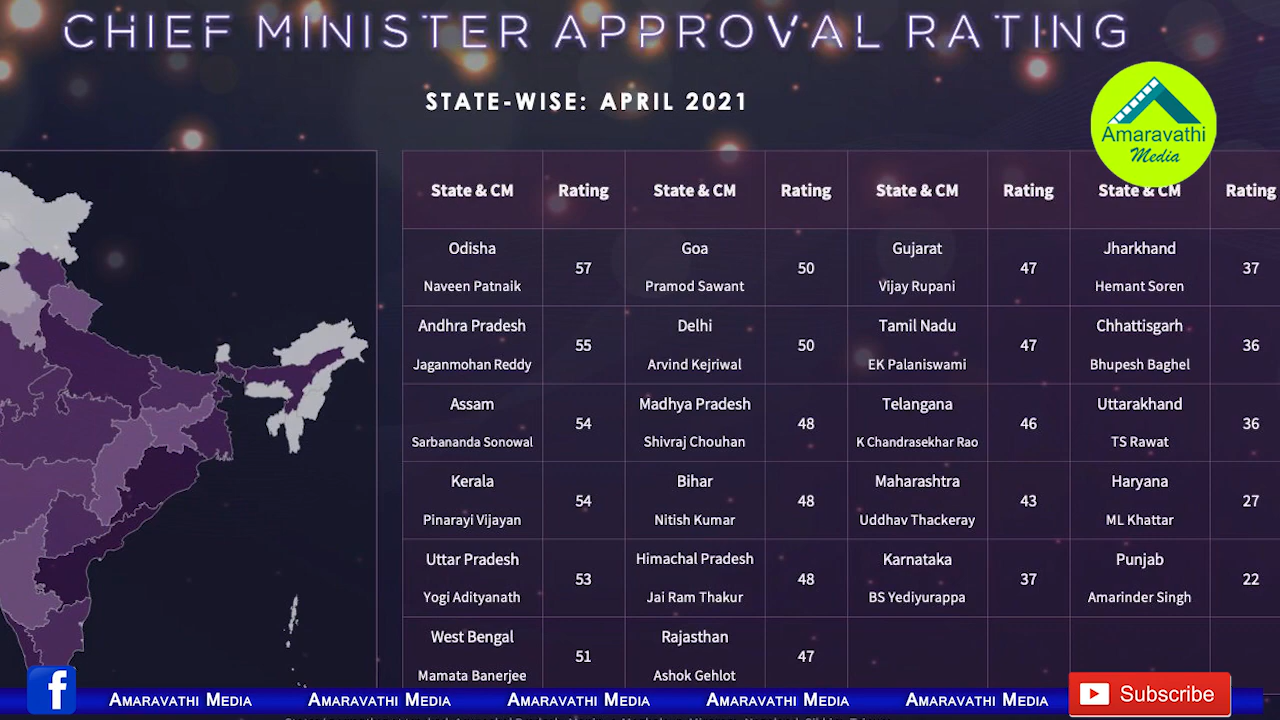 CHIEF MINISTER APPROVAL RATING
STATE-WISE: APRIL 2021
Amaravathi
Media
State & CM Rating State & CM Rating State & CM Rating State & CM Rating
Odisha Goa Gujarat Jharkhand
57 50 47 37
Naveen Patnaik Pramod Sawant Vijay Rupani Hemant Soren
Andhra Pradesh Delhi Tamil Nadu Chhattisgarh
55 50 47 36
Jaganmohan Reddy Arvind Kejriwal EK Palaniswami Bhupesh Baghel
Assam Madhya Pradesh Telangana Uttarakhand
54 48 46 36
Sarbananda Sonowal Shivraj Chouhan K Chandrasekhar Rao TS Rawat
Kerala Bihar Maharashtra Haryana
54 48 43 27
Pinarayi Vijayan Nitish Kumar Uddhav Thackeray ML Khattar
Uttar Pradesh Himachal Pradesh Karnataka Punjab
53 48 37 22
Yogi Adityanath Jai Ram Thakur BS Yediyurappa Amarinder Singh
West Bengal Rajasthan
51 47
Mamata Banerjee Ashok Gehlot
f Amaravathi Media Amaravathi Media Amaravathi Media Amaravathi Media Amaravathi Media Subscribe